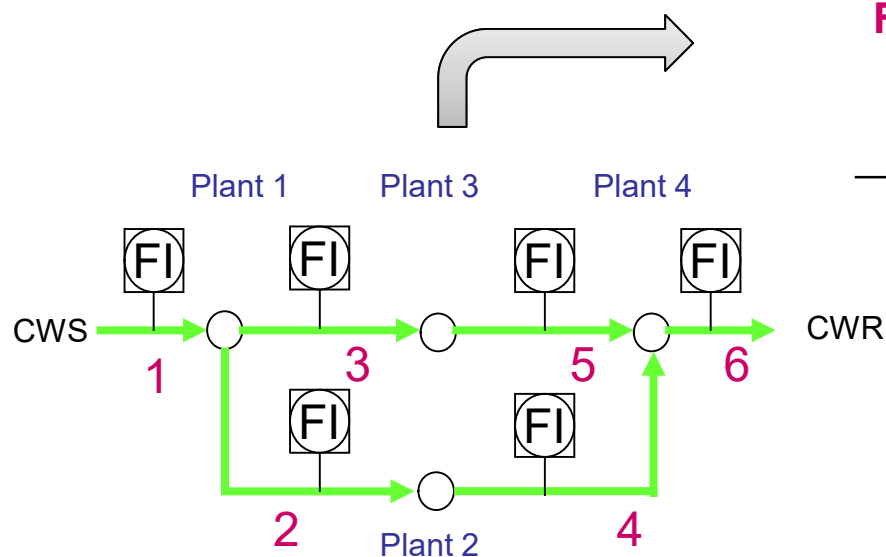 F
Plant 1 Plant 3 Plant 4
FI FI FI FI
CWS CWR
1 3 5 6
FI FI
2 4
Plant 2